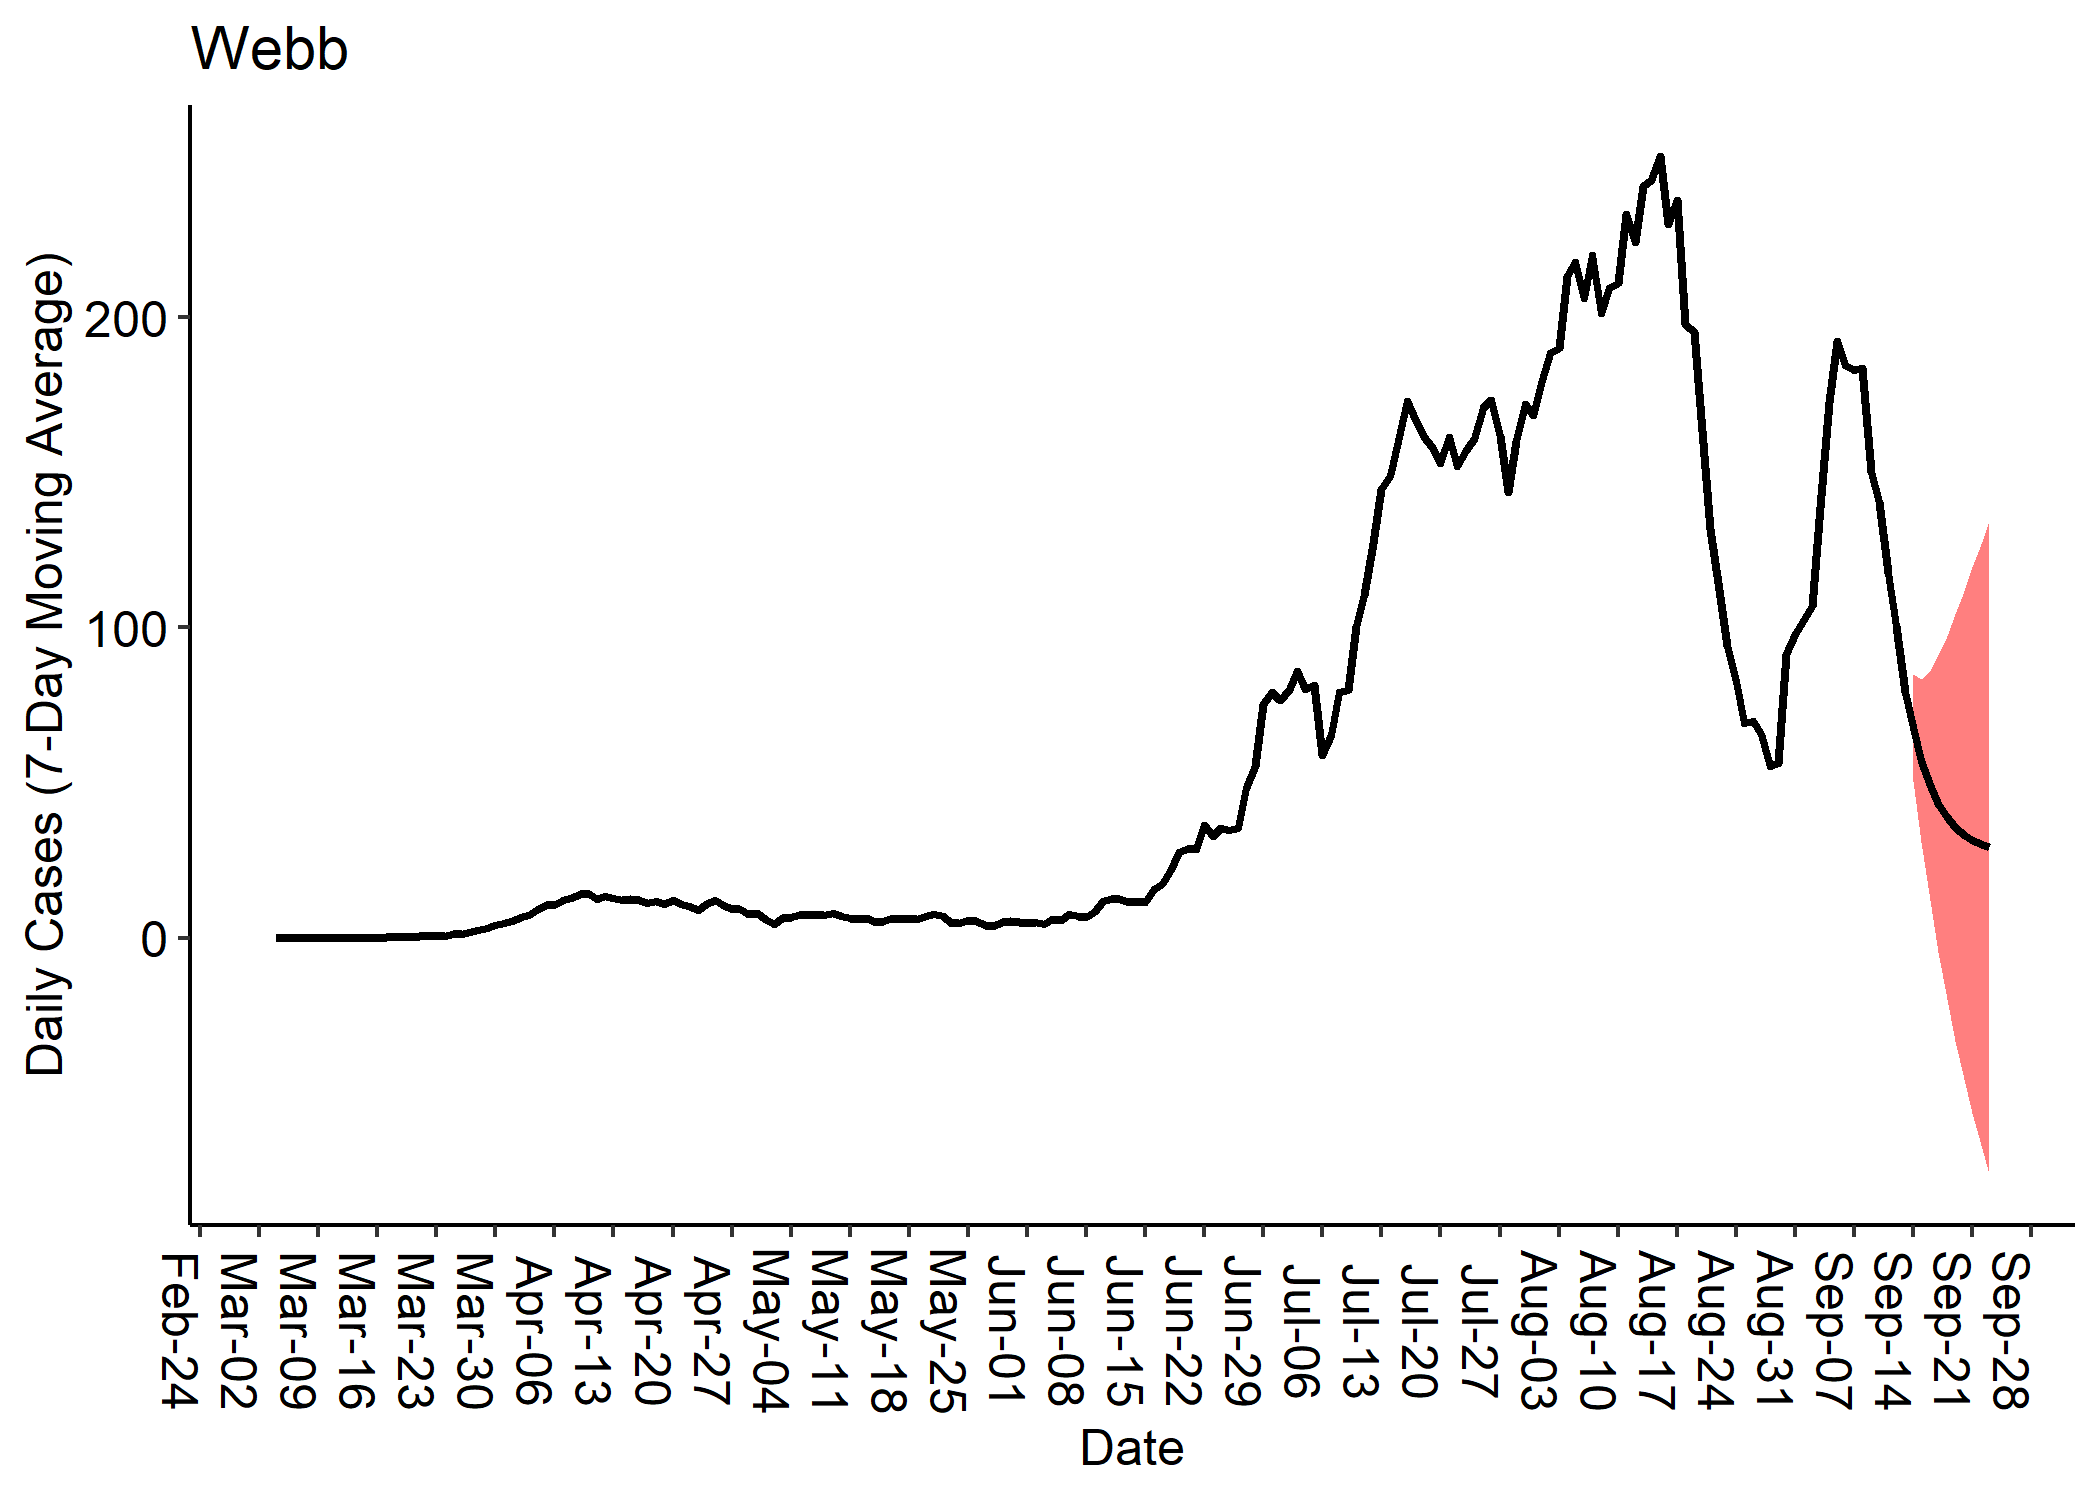 Webb
Daily Cases (7-Day Moving Average)
200
100
0
Feb-24
Mar-02
Mar-09
Mar-16
Mar-23
Mar-30
Apr-06
Apr-13
Apr-20
Apr-27
May-04
May-11
May-18
May-25
Jun-01
Jun-08
Jun-15
Jun-22
Jun-29
Jul-06
Jul-13
Jul-20
Jul-27
Aug-03
Aug-10
Aug-17
Aug-24
Aug-31
Sep-07
Sep-14
Sep-21
Sep-28
Date